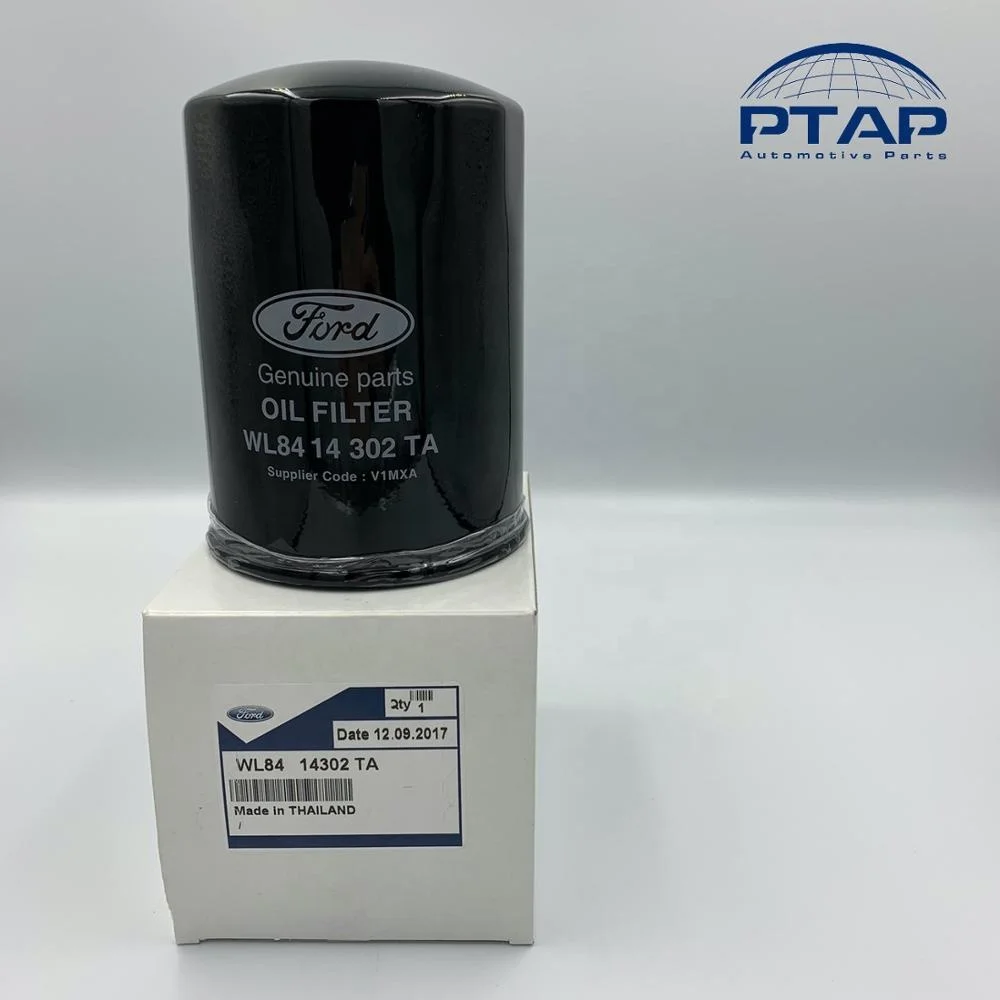 PTAP
Automotive Parts
Ford
Genuine parts
OIL FILTER
WL84 14 302 TA
Supplier Code : V1MXA
Ford
Qty 1
Date 12.09.2017
WL84 14302 TA
Made in THAILAND
/